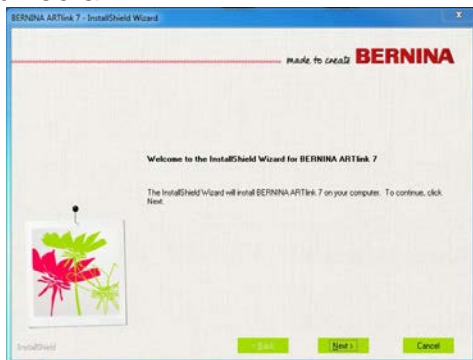 BERNINA ARTlink 7 - InstallShield Wizard
made to create BERNINA
Welcome to the InstallShield Wizard for BERNINA ARTlink 7
The InstallShield Wizard will install BERNINA ARTlink 7 on your computer. To continue, click
Next.
InstallShield
< Back Next > Cancel